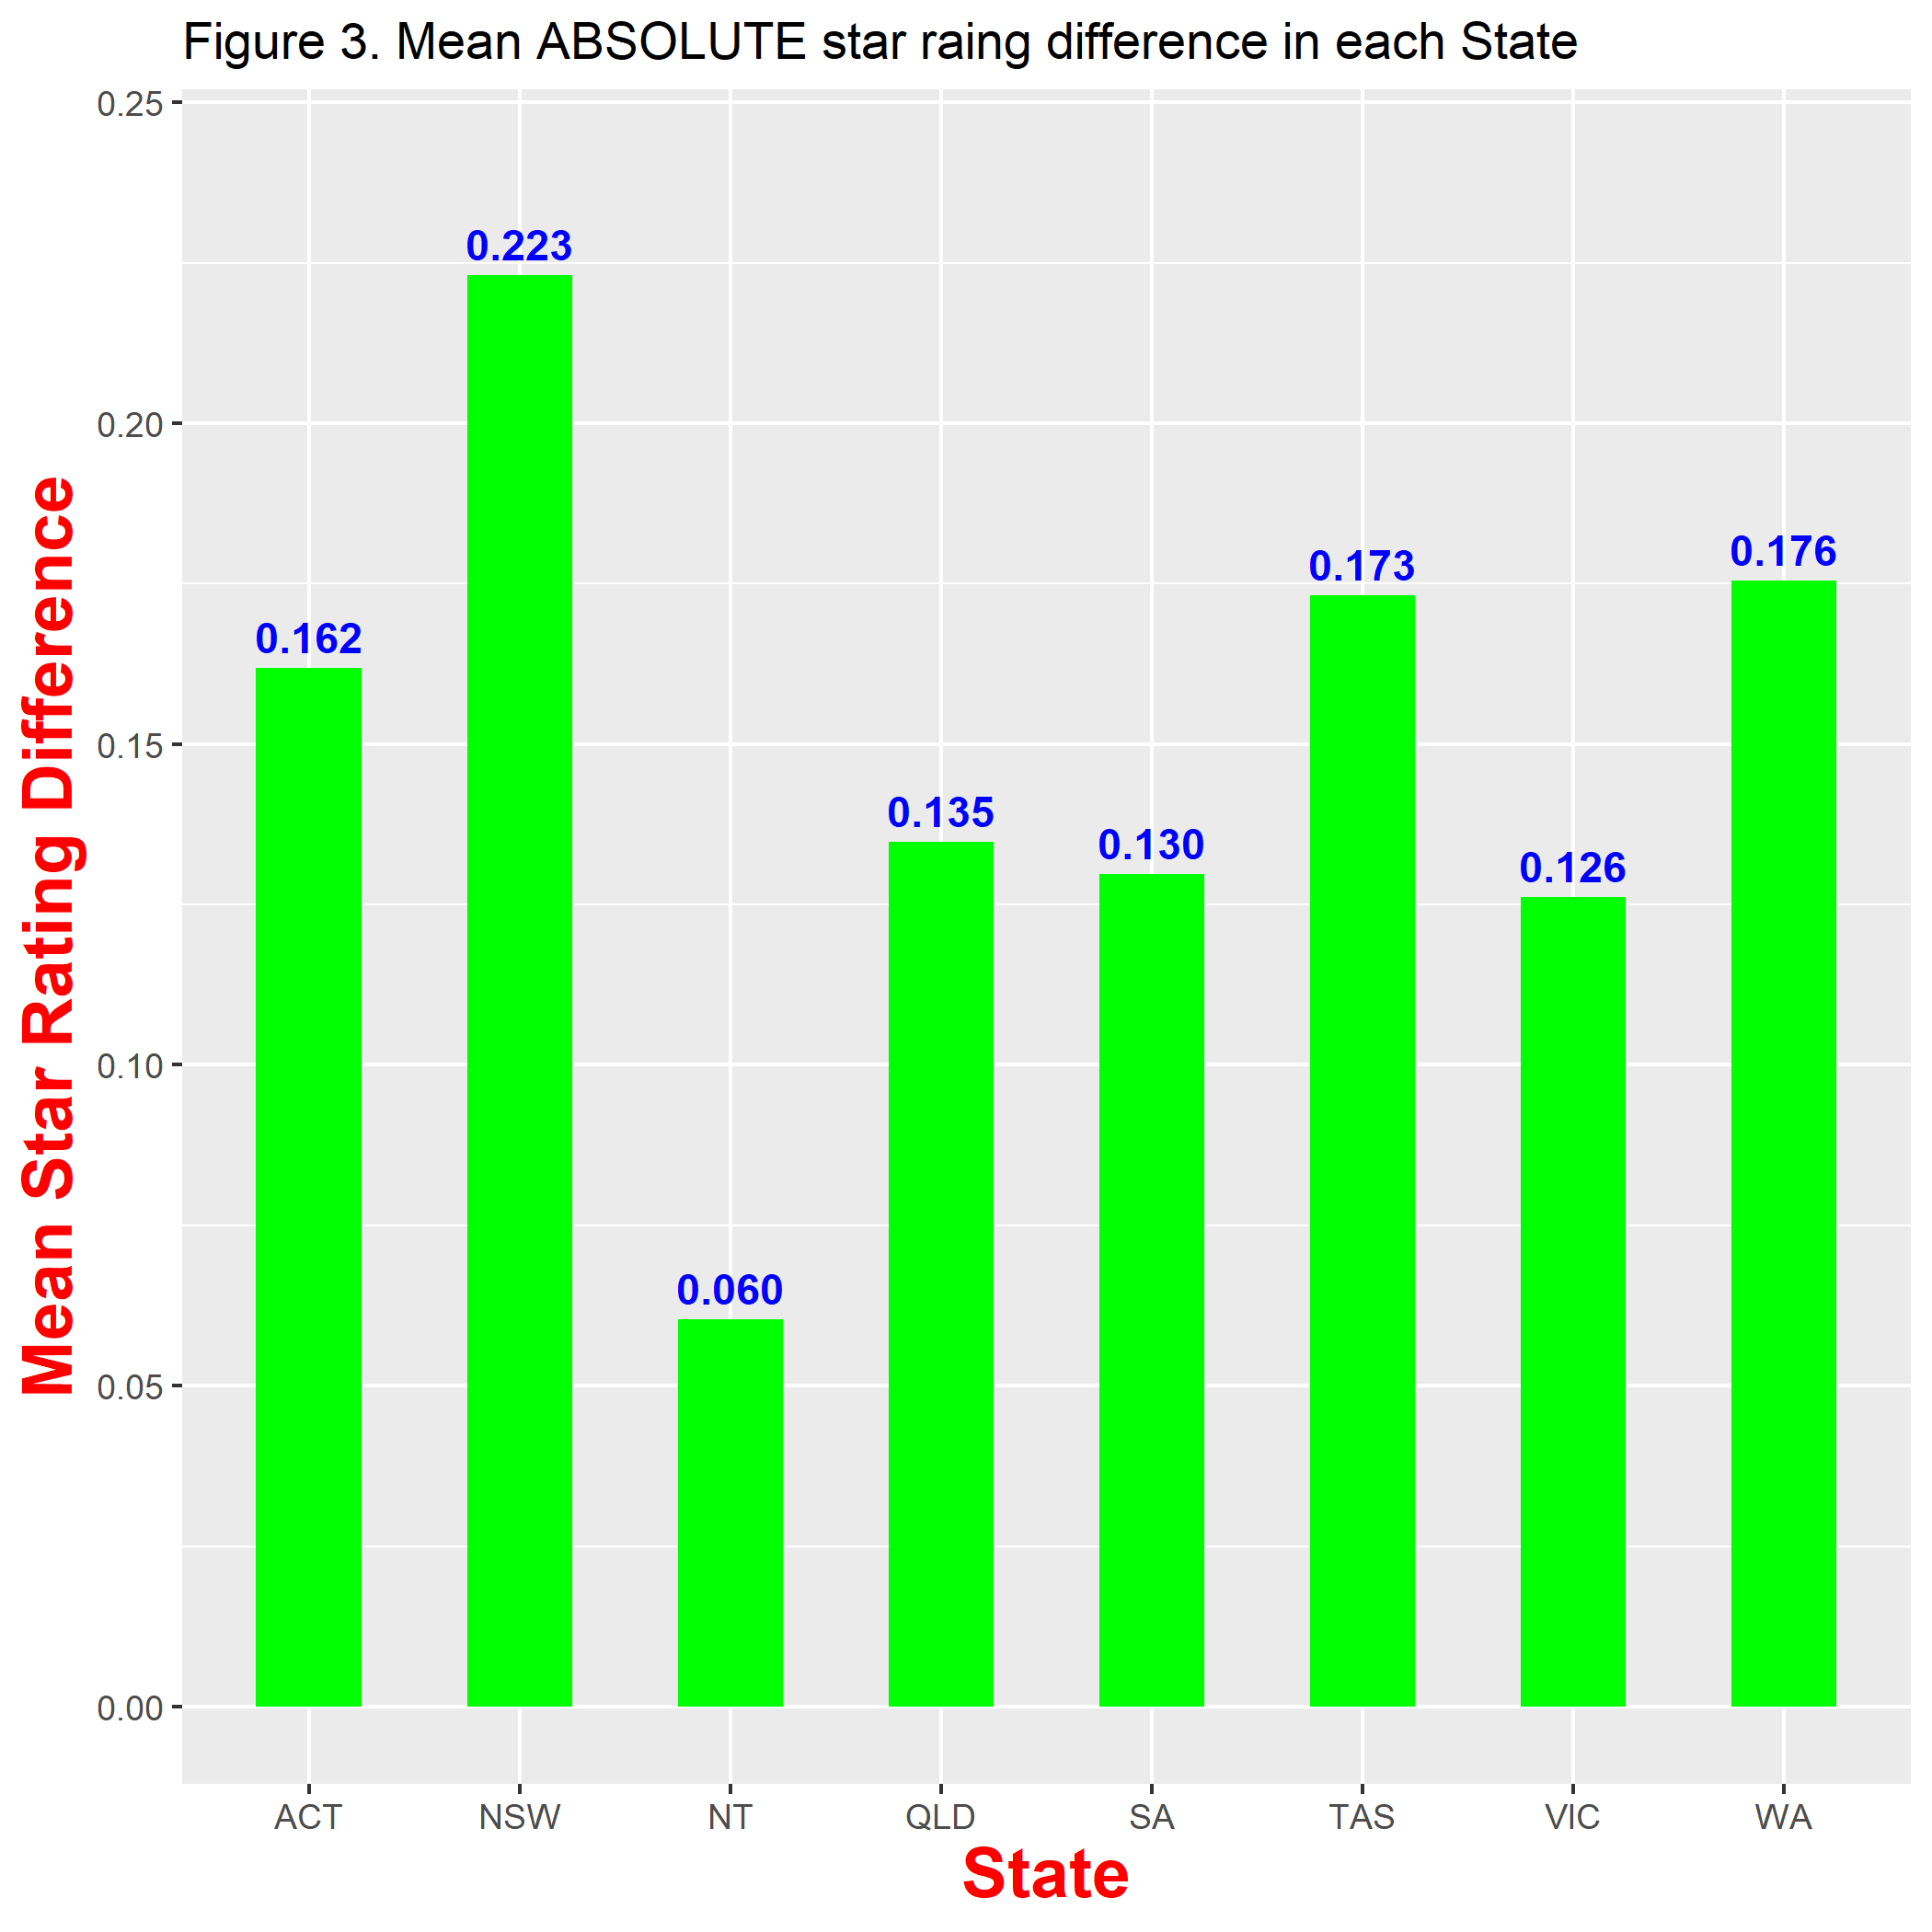 Figure 3. Mean ABSOLUTE star raing difference in each State
Mean Star Rating Difference
0.25
0.20
0.15
0.10
0.05
0.00
0.162
0.223
0.060
0.135
0.130
0.173
0.126
0.176
ACT
NSW
NT
QLD
SA
TAS
VIC
WA
State